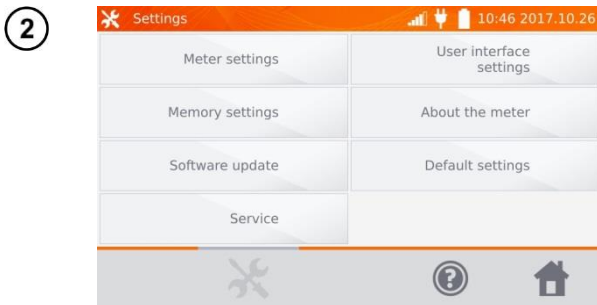 2
Settings
10:46 2017.10.26
Meter settings
User interface
settings
Memory settings
About the meter
Software update
Default settings
Service
?